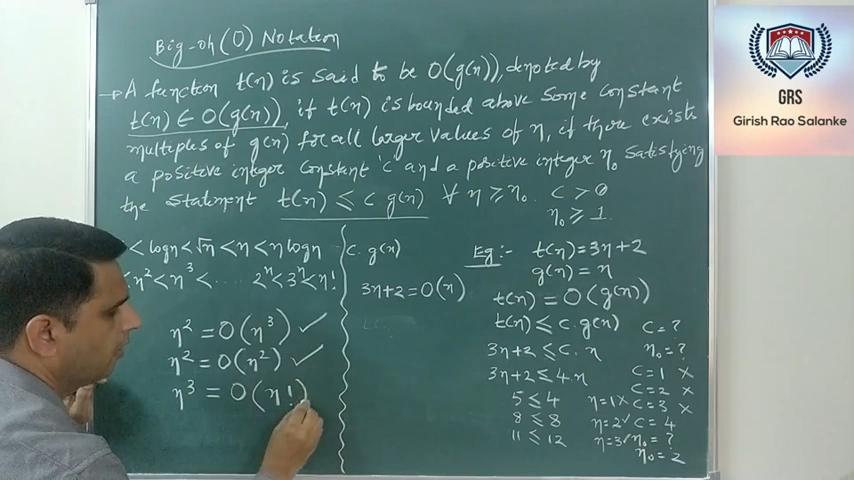 Big-oh (O) Notation
→ A function t(n) is said to be O(g(n)), denoted by
t(n) ∈ O(g(n)), if t(n) is bounded above some constant
multiples of g(n) for all larger values of n, if there exists
a positive integer constant 'c' and a positive integer n₀ satisfying
the statement t(n) ≤ c g(n) ∀ n ≥ n₀. c > 0
n₀ ≥ 1.
< logn < √n < n < n logn
< n² < n³ < ..... 2ⁿ < 3ⁿ < n!
n² = O(n³) ✓
n² = O(n²) ✓
n³ = O(n!)
C. g(n)
3n+2 = O(n)
Eg:- t(n) = 3n+2
g(n) = n
t(n) = O(g(n))
t(n) ≤ c. g(n) C = ?
3n+2 ≤ C. n n₀ = ?
3n+2 ≤ 4. n C = 1 ×
C = 2 ×
5 ≤ 4 n = 1 × C = 3 ×
8 ≤ 8 n = 2 ✓ C = 4
11 ≤ 12 n = 3 ✓ n₀ = ?
n₀ = 2
GRS
Girish Rao Salanke